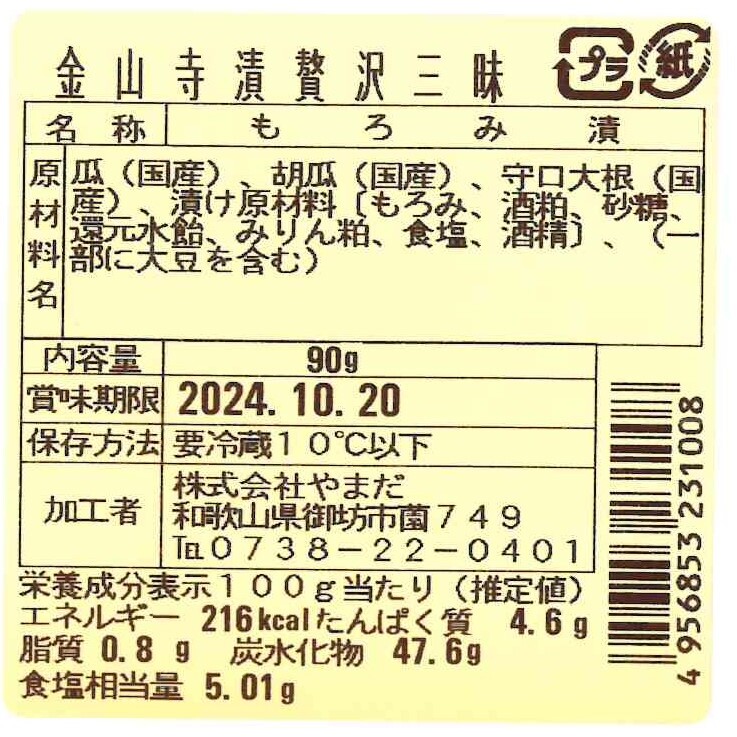 金山寺漬贅沢三昧
プラ 紙
名称 もろみ漬
原材料名 瓜（国産）、胡瓜（国産）、守口大根（国
産）、漬け原材料〔もろみ、酒粕、砂糖、
還元水飴、みりん粕、食塩、酒精〕、（一
部に大豆を含む）
内容量 90g
賞味期限 2024.10.20
保存方法 要冷蔵１０℃以下
加工者 株式会社やまだ
和歌山県御坊市薗７４９
℡０７３８－２２－０４０１
栄養成分表示１００ｇ当たり（推定値）
エネルギー 216kcalたんぱく質 4.6g
脂質 0.8g 炭水化物 47.6g
食塩相当量 5.01g
4 956853 231008